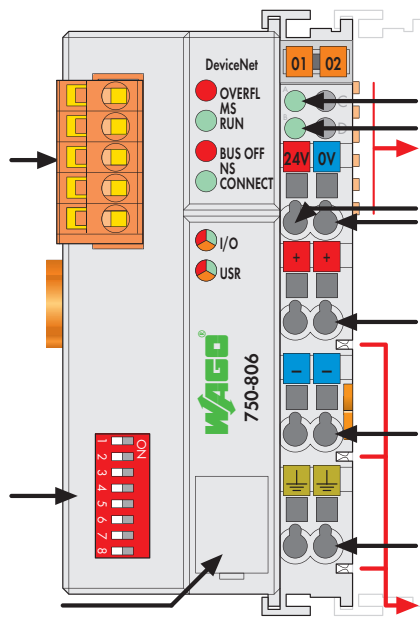 DeviceNet
01 02
OVERFL
MS
RUN
A C
B D
BUS OFF
NS
CONNECT
24V 0V
+ +
I/O
USR
WAGO®
750-806
— —
ON
1
2
3
4
5
6
7
8